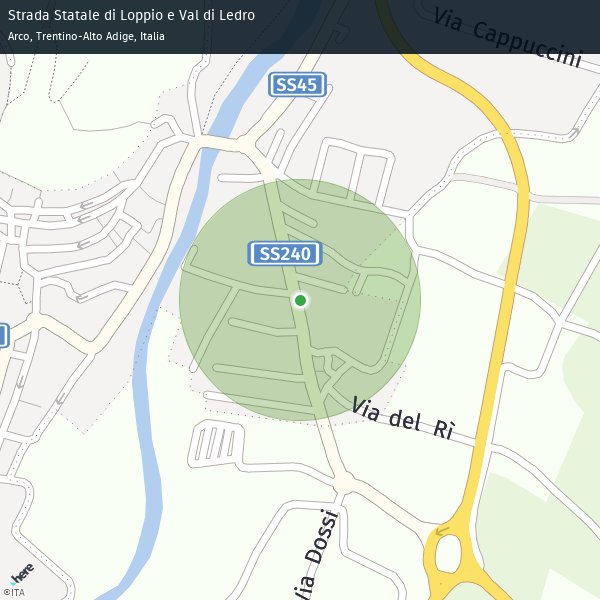 Strada Statale di Loppio e Val di Ledro
Arco, Trentino-Alto Adige, Italia
Via Cappuccini
SS45
SS240
Via del Rì
Via Dossi
here
©ITA